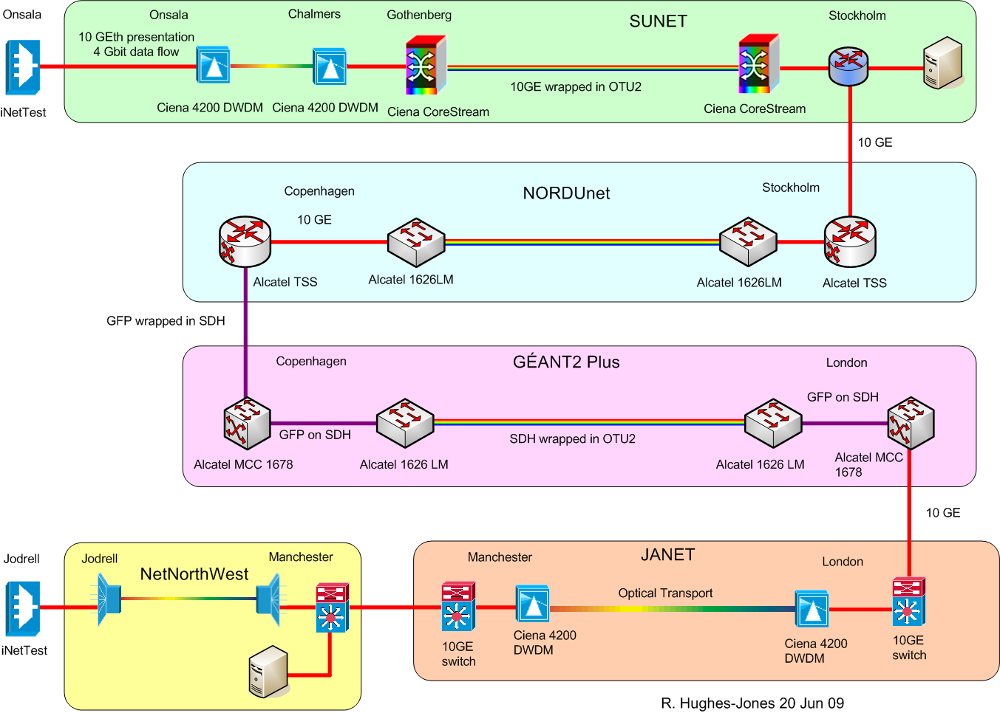 Onsala
Onsala
Chalmers
Gothenberg
SUNET
Stockholm
10 GEth presentation
4 Gbit data flow
10GE wrapped in OTU2
iNetTest
Ciena 4200 DWDM
Ciena 4200 DWDM
Ciena CoreStream
Ciena CoreStream
10 GE
Copenhagen
NORDUnet
Stockholm
10 GE
Alcatel TSS
Alcatel 1626LM
Alcatel 1626LM
Alcatel TSS
GFP wrapped in SDH
Copenhagen
GÉANT2 Plus
London
GFP on SDH
GFP on SDH
SDH wrapped in OTU2
Alcatel MCC 1678
Alcatel 1626 LM
Alcatel 1626 LM
Alcatel MCC
1678
10 GE
Jodrell
Jodrell
Manchester
NetNorthWest
Manchester
JANET
London
Optical Transport
iNetTest
10GE
switch
Ciena 4200
DWDM
Ciena 4200
DWDM
10GE
switch
R. Hughes-Jones 20 Jun 09